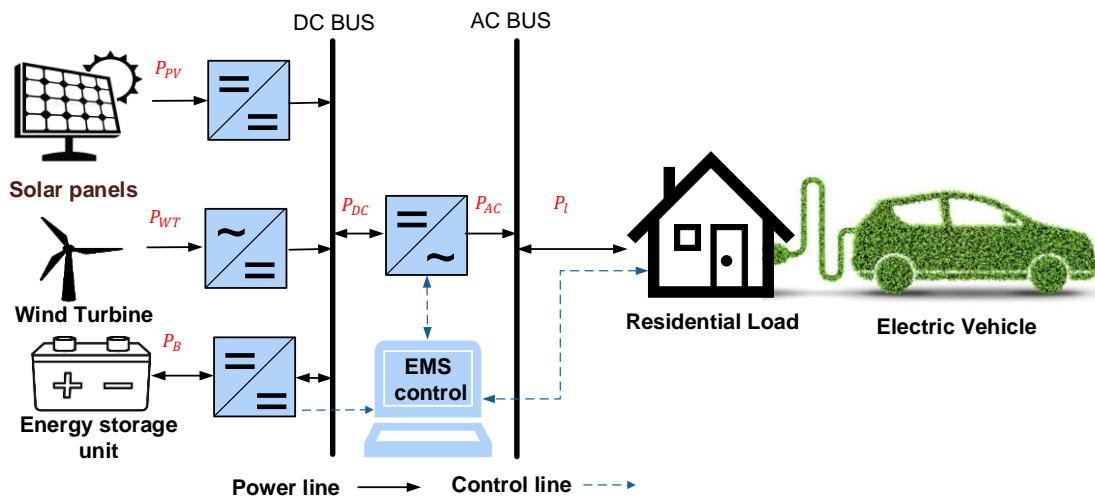 DC BUS
AC BUS
P_PV
Solar panels
P_WT
P_DC
P_AC
P_l
Wind Turbine
Residential Load
Electric Vehicle
P_B
EMS
control
Energy storage
unit
Power line
Control line